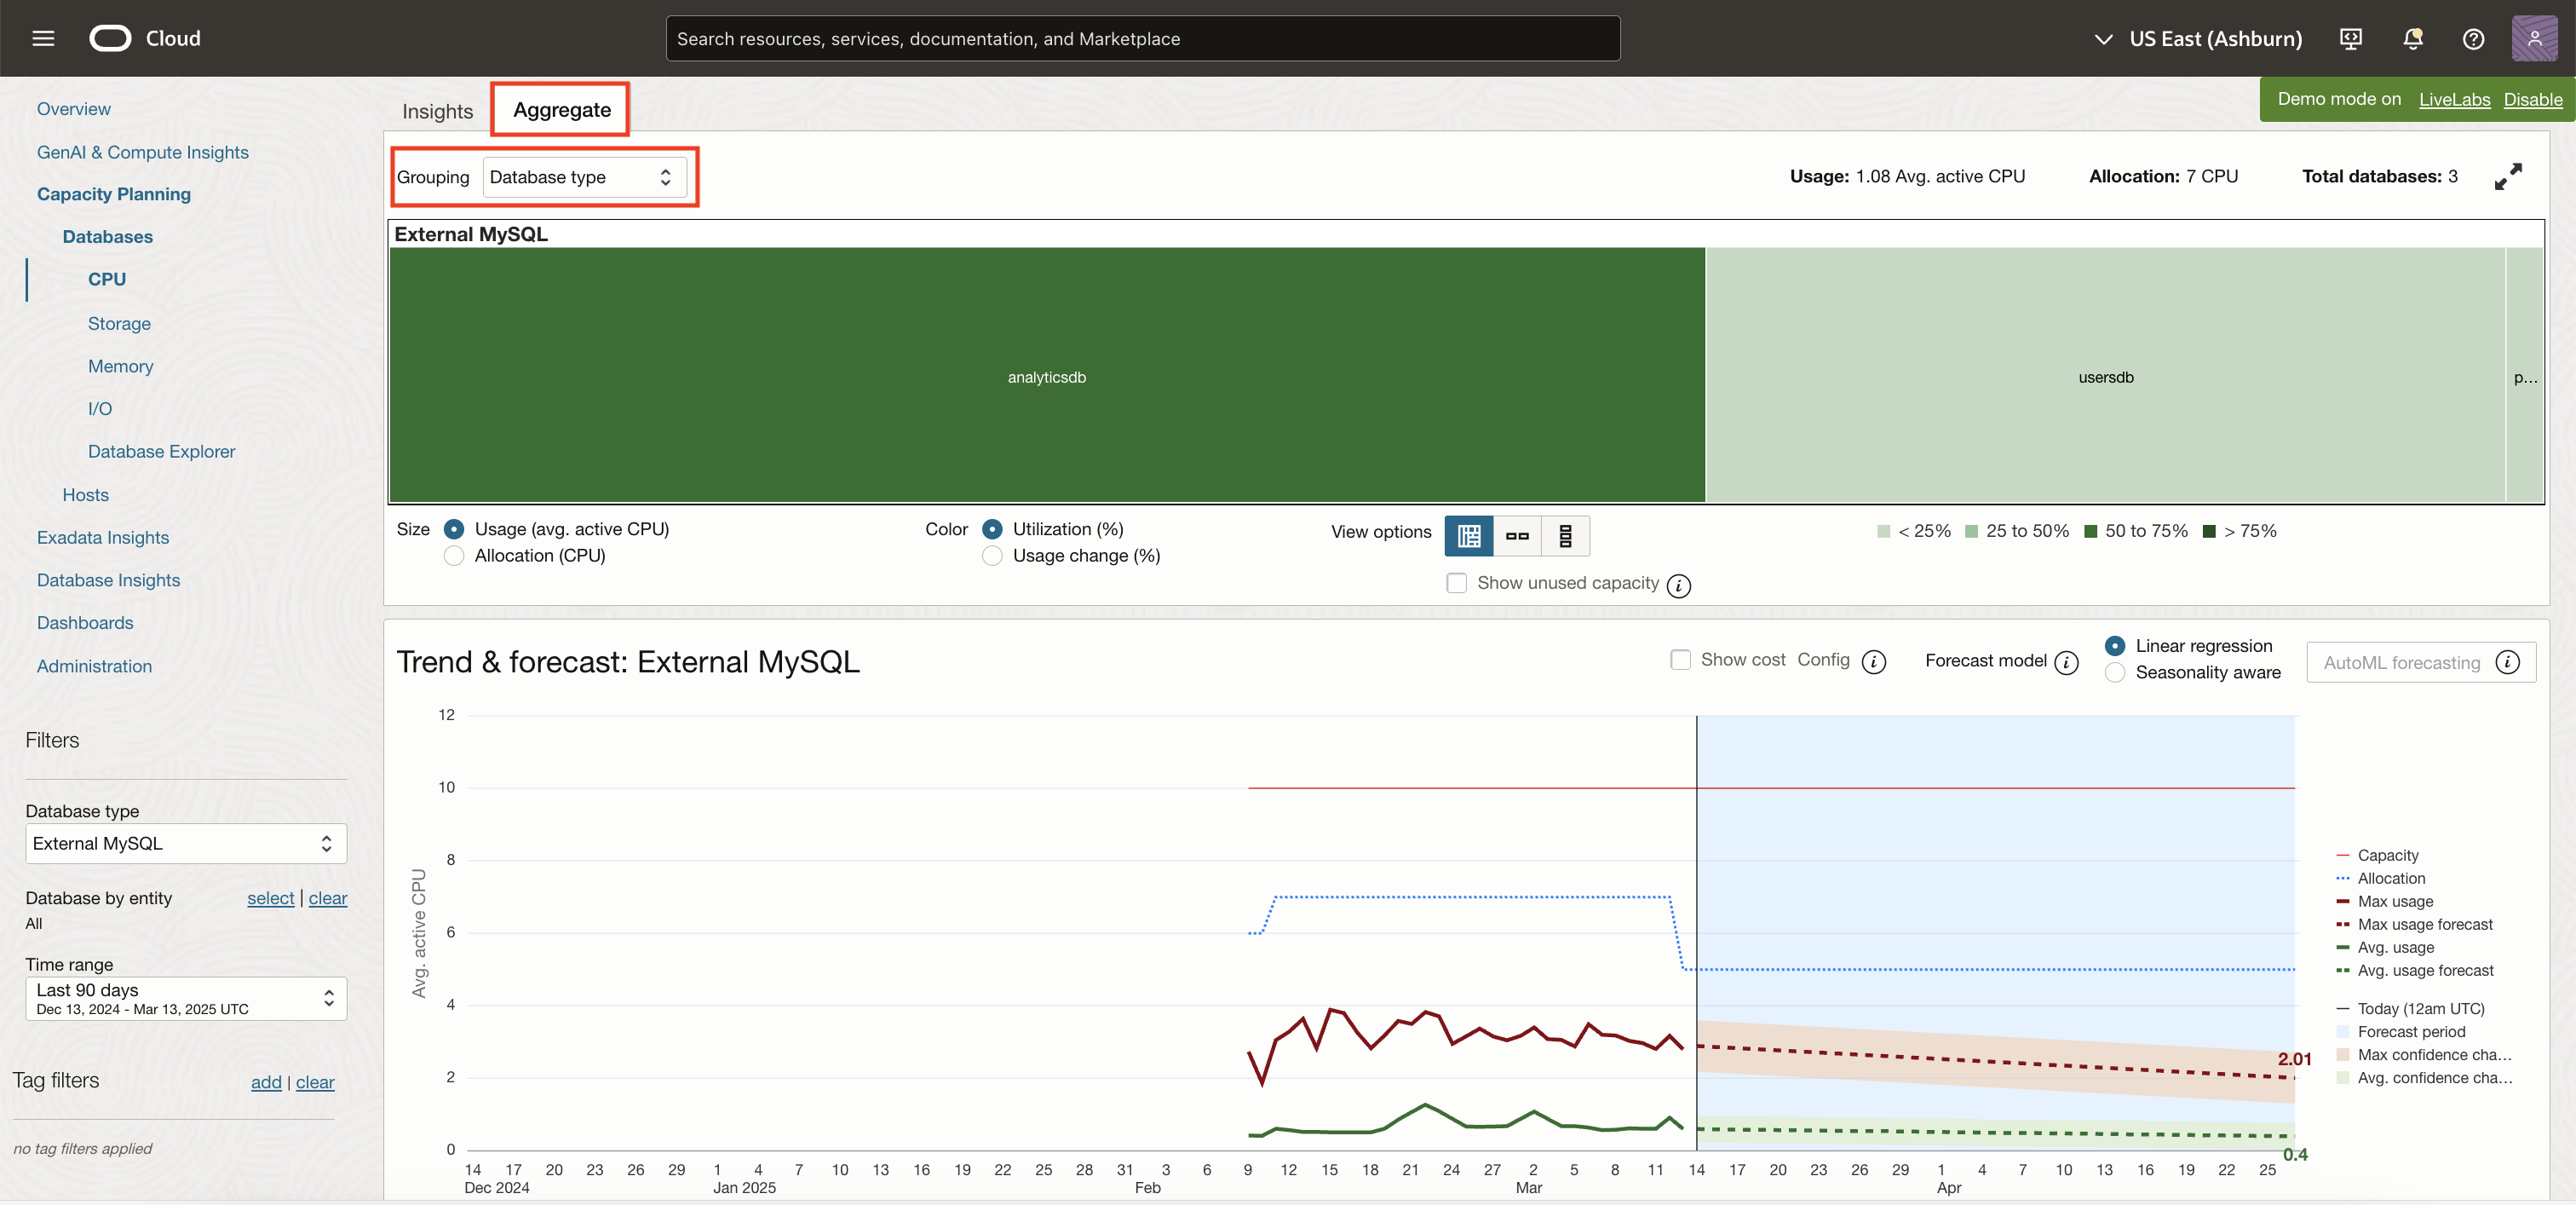 Cloud
Search resources, services, documentation, and Marketplace
US East (Ashburn)
Demo mode on LiveLabs Disable
Overview
GenAI & Compute Insights
Capacity Planning
Databases
CPU
Storage
Memory
I/O
Database Explorer
Hosts
Exadata Insights
Database Insights
Dashboards
Administration
Filters
Database type
External MySQL
Database by entity select | clear
All
Time range
Last 90 days
Dec 13, 2024 - Mar 13, 2025 UTC
Tag filters add | clear
no tag filters applied
Insights Aggregate
Grouping Database type
Usage: 1.08 Avg. active CPU Allocation: 7 CPU Total databases: 3
External MySQL
analyticsdb usersdb p...
Size Usage (avg. active CPU)
Allocation (CPU)
Color Utilization (%)
Usage change (%)
View options
Show unused capacity i
< 25% 25 to 50% 50 to 75% > 75%
Trend & forecast: External MySQL
Show cost Config i
Forecast model i
Linear regression
Seasonality aware
AutoML forecasting i
Avg. active CPU
12
10
8
6
4
2
0
14 17 20 23 26 29 1 4 7 10 13 16 19 22 25 28 31 3 6 9 12 15 18 21 24 27 2 5 8 11 14 17 20 23 26 29 1 4 7 10 13 16 19 22 25
Dec 2024 Jan 2025 Feb Mar Apr
2.01
0.4
Capacity
Allocation
Max usage
Max usage forecast
Avg. usage
Avg. usage forecast
Today (12am UTC)
Forecast period
Max confidence cha...
Avg. confidence cha...